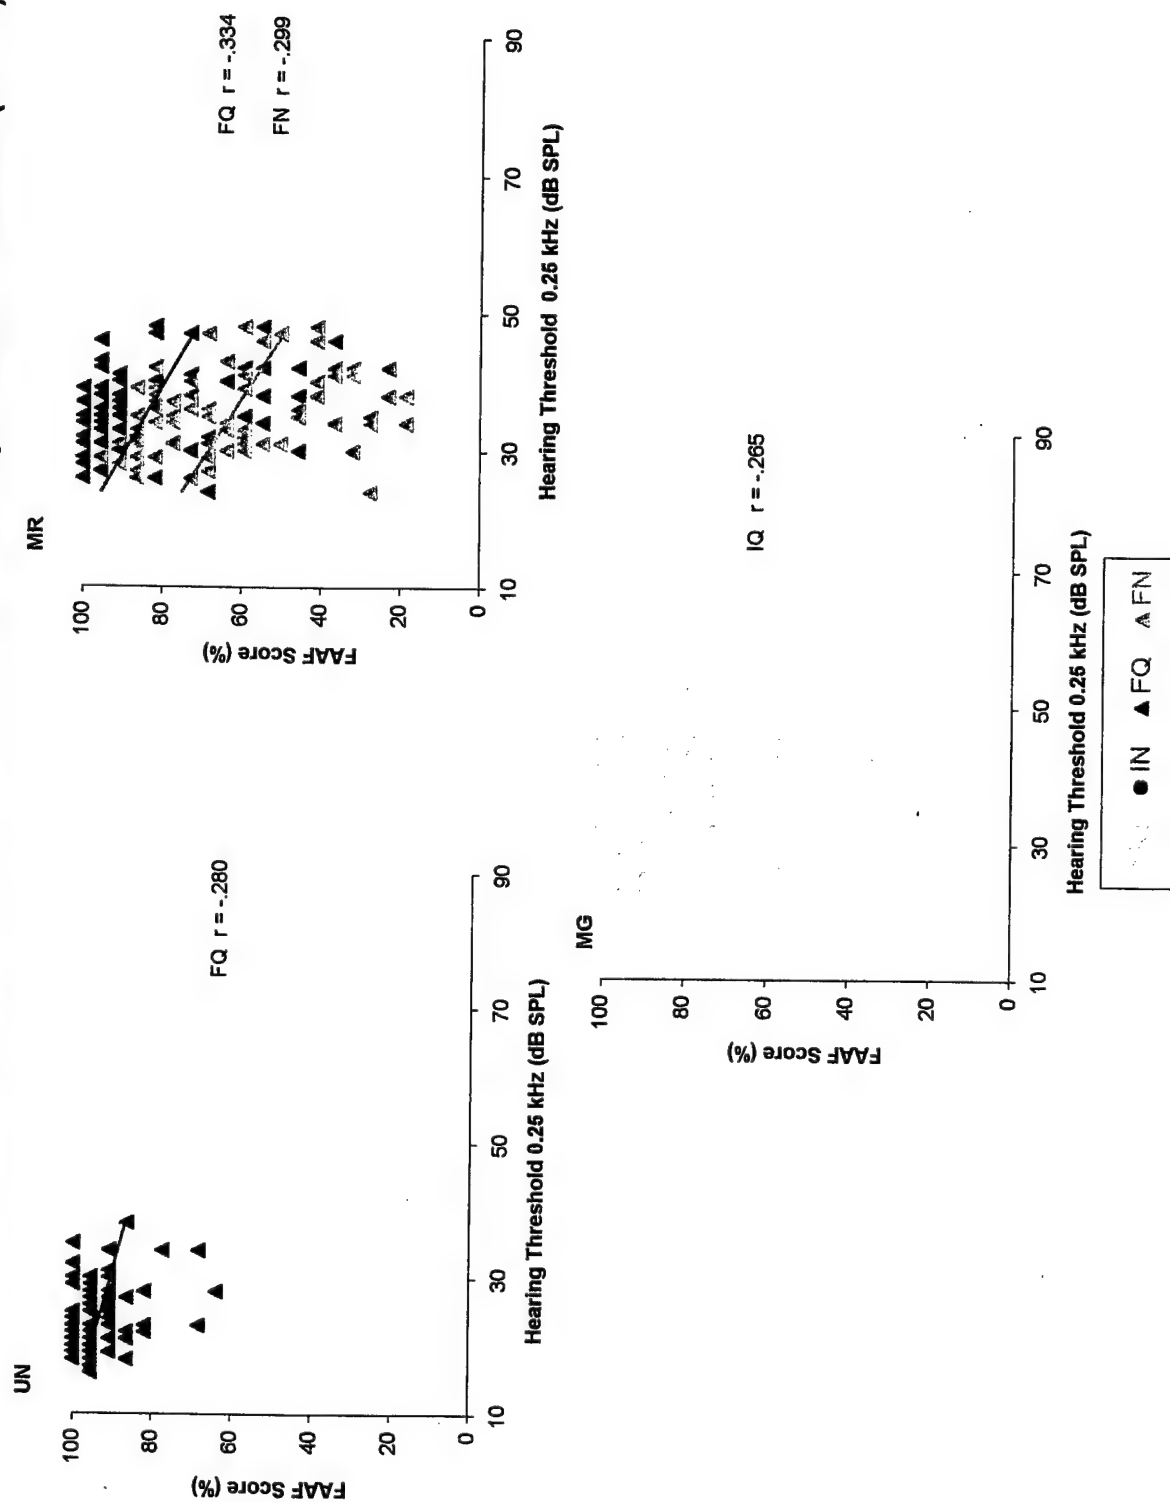 UN
FAAF Score (%)
100
80
60
40
20
0
10
30
50
70
90
Hearing Threshold 0.25 kHz (dB SPL)
FQ r = -.280
MR
FAAF Score (%)
100
80
60
40
20
0
10
30
50
70
90
Hearing Threshold 0.25 kHz (dB SPL)
FQ r = -.334
FN r = -.299
MG
FAAF Score (%)
100
80
60
40
20
0
10
30
50
70
90
Hearing Threshold 0.25 kHz (dB SPL)
IQ r = -.265
IN FQ FN